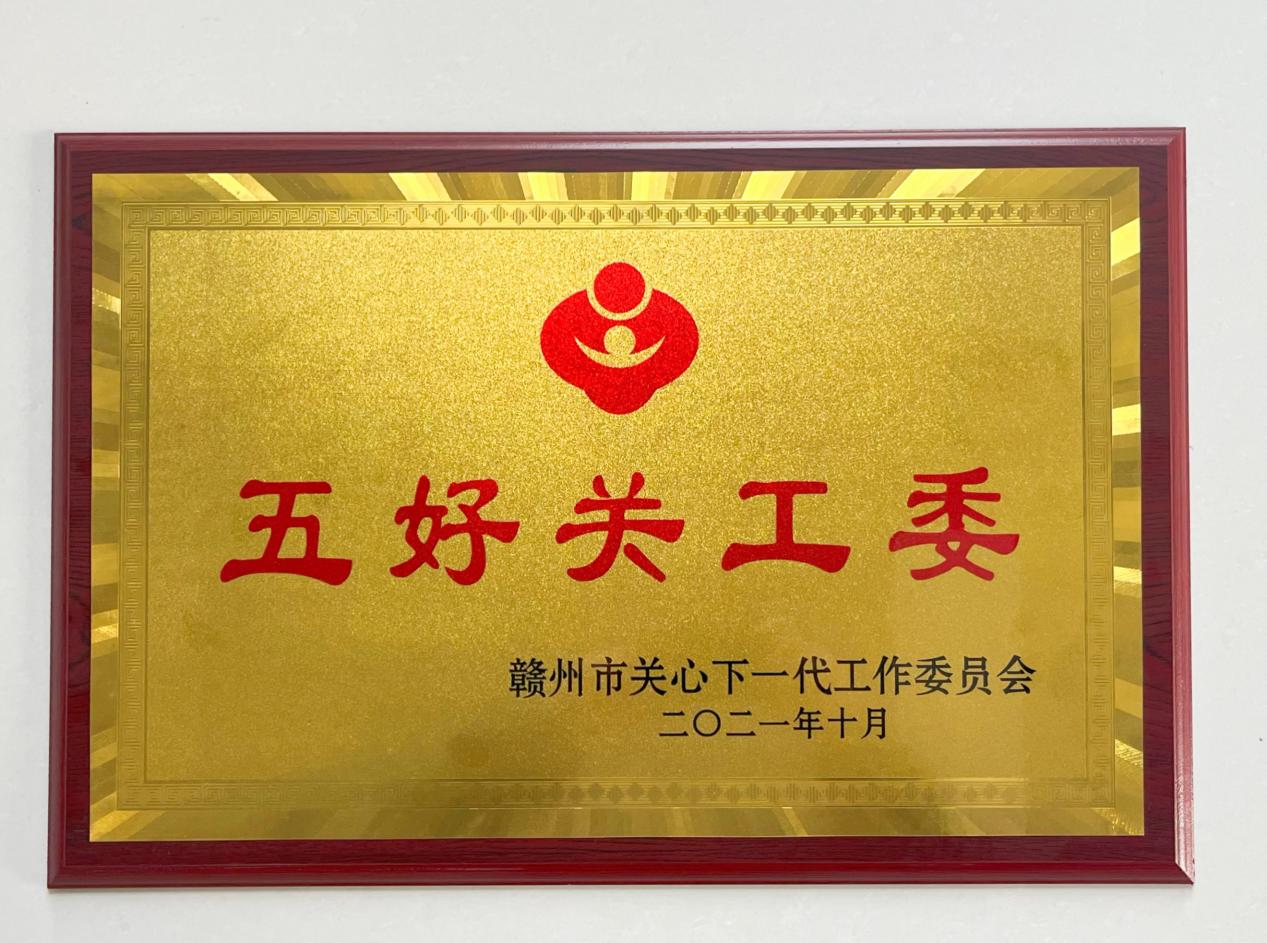 五好关工委
赣州市关心下一代工作委员会
二〇二一年十月